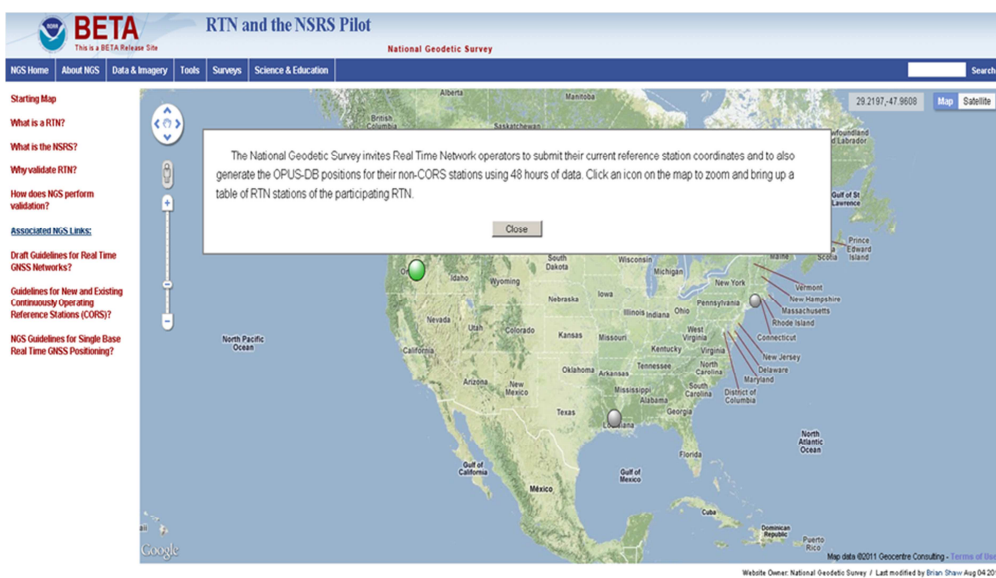 BETA
This is a BETA Release Site
RTN and the NSRS Pilot
National Geodetic Survey
NGS Home
About NGS
Data & Imagery
Tools
Surveys
Science & Education
Search
Starting Map
What is a RTN?
What is the NSRS?
Why validate RTN?
How does NGS perform
validation?
Associated NGS Links:
Draft Guidelines for Real Time
GNSS Networks?
Guidelines for New and Existing
Continuously Operating
Reference Stations (CORS)?
NGS Guidelines for Single Base
Real Time GNSS Positioning?
29.2197,-47.9608
Map
Satellite
Alberta
Manitoba
British
Columbia
Saskatchewan
The National Geodetic Survey invites Real Time Network operators to submit their current reference station coordinates and to also
generate the OPUS-DB positions for their non-CORS stations using 48 hours of data. Click an icon on the map to zoom and bring up a
table of RTN stations of the participating RTN.
Close
wfoundland
d Labrador
Gulf of St
Lawrence
Prince
Edward
Island
Maine
Scotia
South
Dakota
Wisconsin
Michigan
Idaho
Wyoming
New York
Vermont
New Hampshire
Massachusetts
Rhode Island
Connecticut
Nebraska
Iowa
Illinois
Indiana
Ohio
Pennsylvania
Nevada
Utah
Colorado
Kansas
Missouri
West
Virginia
Kentucky
Virginia
New Jersey
Delaware
Maryland
District of
Columbia
North Pacific
Ocean
California
Oklahoma
Arkansas
Tennessee
North
Carolina
Arizona
New
Mexico
Mississippi
Alabama
South
Carolina
Texas
Georgia
Louisiana
North
Atlantic
Ocean
Florida
Gulf of
California
Gulf of
Mexico
México
Cuba
Dominican
Republic
Puerto
Rico
Google
Map data ©2011 Geocentre Consulting - Terms of Use
Website Owner: National Geodetic Survey / Last modified by Brian Shaw Aug 04 20